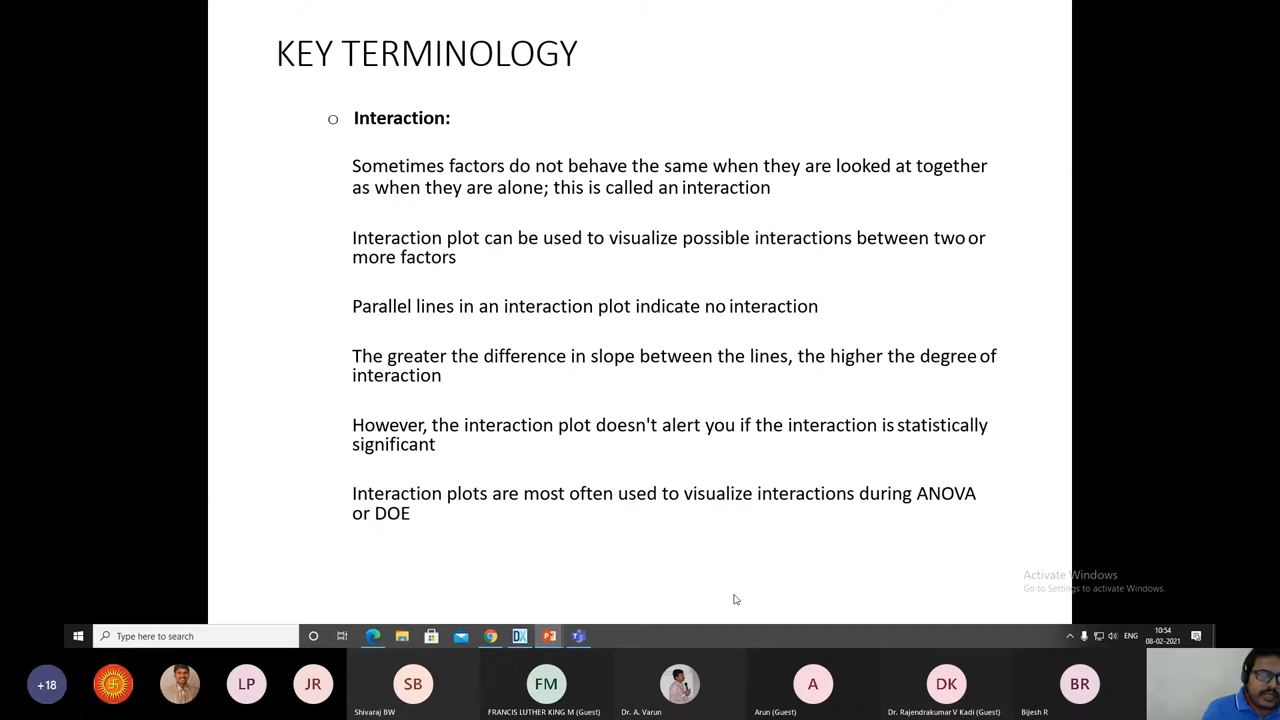 KEY TERMINOLOGY
Interaction:
Sometimes factors do not behave the same when they are looked at together
as when they are alone; this is called an interaction
Interaction plot can be used to visualize possible interactions between two or
more factors
Parallel lines in an interaction plot indicate no interaction
The greater the difference in slope between the lines, the higher the degree of
interaction
However, the interaction plot doesn't alert you if the interaction is statistically
significant
Interaction plots are most often used to visualize interactions during ANOVA
or DOE
Activate Windows
Go to Settings to activate Windows.
Type here to search
DX
ENG
10:54
08-02-2021
+18
LP
JR
SB
FM
A
DK
BR
Shivaraj BW
FRANCIS LUTHER KING M (Guest)
Dr. A. Varun
Arun (Guest)
Dr. Rajendrakumar V Kadi (Guest)
Bijesh R